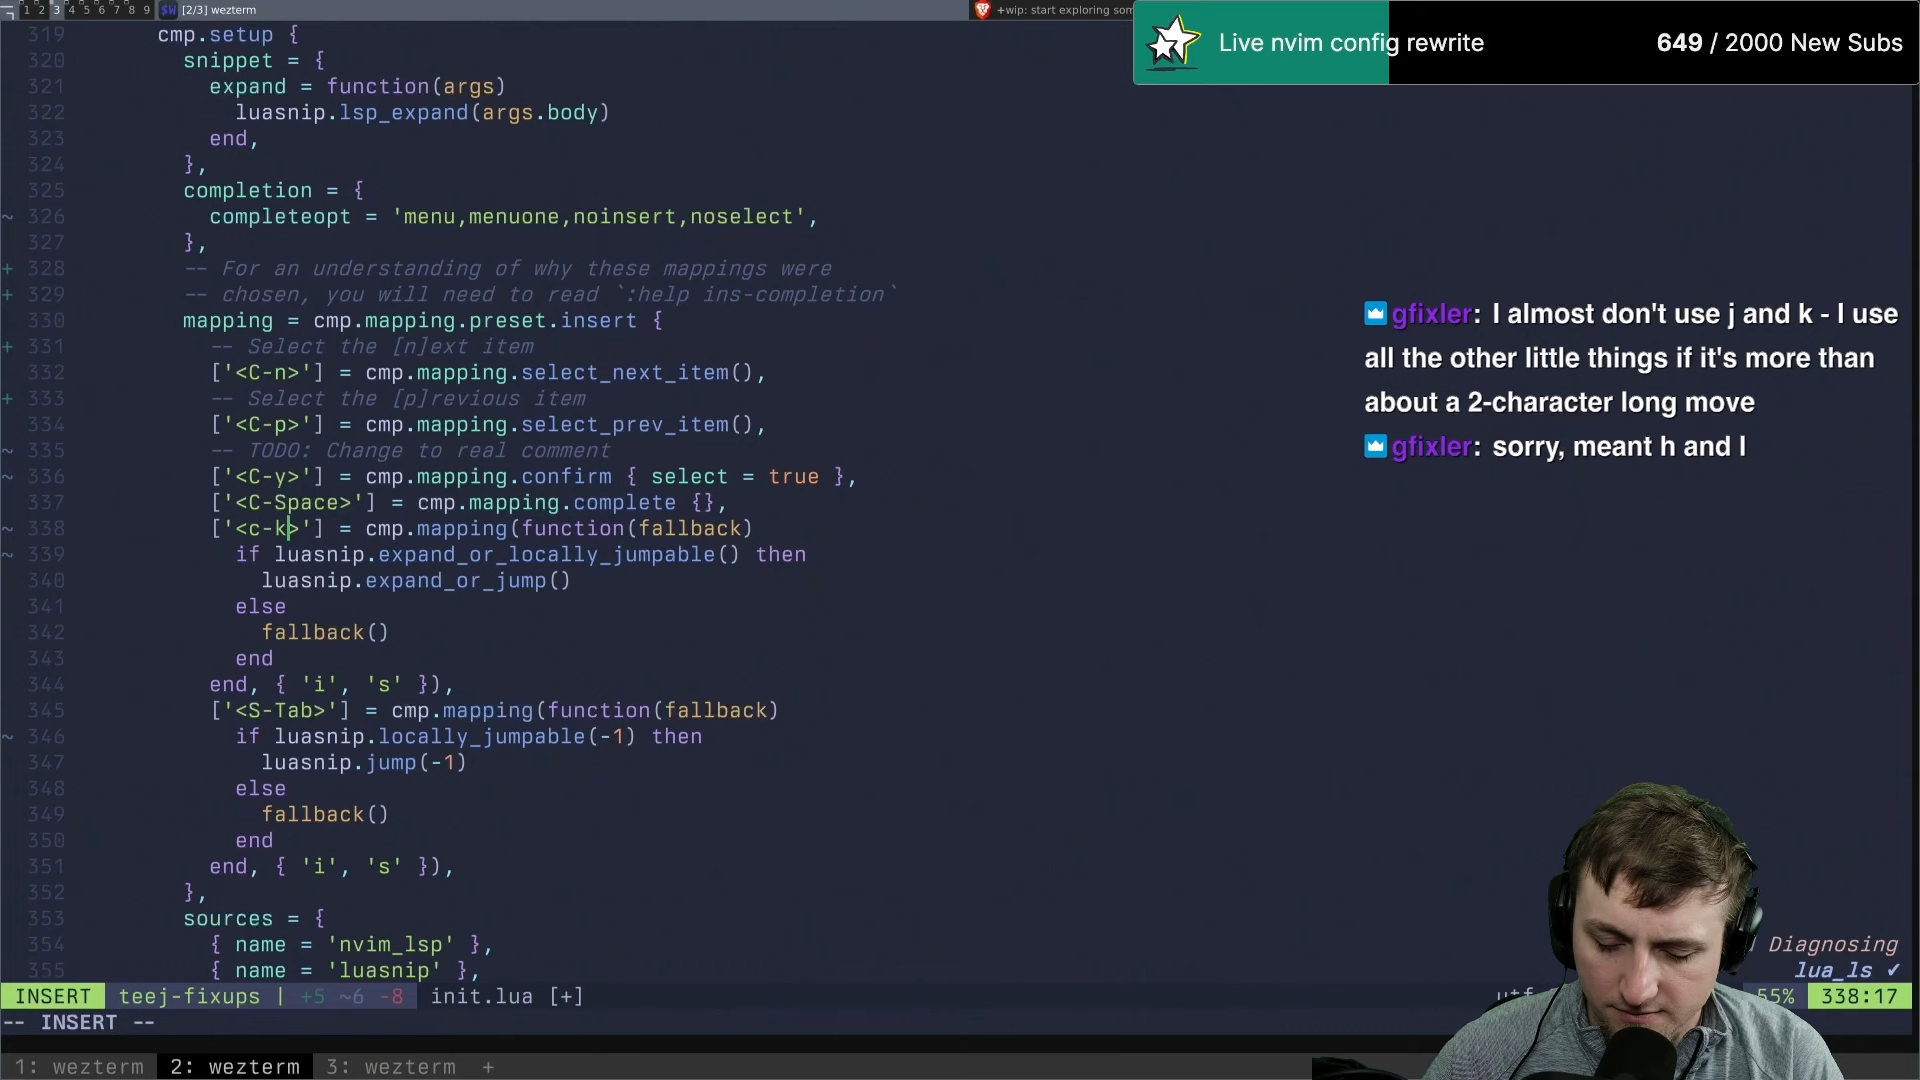 1 2 3 4 5 6 7 8 9 $W [2/3] wezterm +wip: start exploring som
Live nvim config rewrite 649 / 2000 New Subs
319 cmp.setup {
320 snippet = {
321 expand = function(args)
322 luasnip.lsp_expand(args.body)
323 end,
324 },
325 completion = {
~ 326 completeopt = 'menu,menuone,noinsert,noselect',
327 },
+ 328 -- For an understanding of why these mappings were
+ 329 -- chosen, you will need to read `:help ins-completion`
330 mapping = cmp.mapping.preset.insert {
+ 331 -- Select the [n]ext item
332 ['<C-n>'] = cmp.mapping.select_next_item(),
+ 333 -- Select the [p]revious item
334 ['<C-p>'] = cmp.mapping.select_prev_item(),
~ 335 -- TODO: Change to real comment
~ 336 ['<C-y>'] = cmp.mapping.confirm { select = true },
337 ['<C-Space>'] = cmp.mapping.complete {},
~ 338 ['<c-k>'] = cmp.mapping(function(fallback)
~ 339 if luasnip.expand_or_locally_jumpable() then
340 luasnip.expand_or_jump()
341 else
342 fallback()
343 end
344 end, { 'i', 's' }),
345 ['<S-Tab>'] = cmp.mapping(function(fallback)
~ 346 if luasnip.locally_jumpable(-1) then
347 luasnip.jump(-1)
348 else
349 fallback()
350 end
351 end, { 'i', 's' }),
352 },
353 sources = {
354 { name = 'nvim_lsp' },
355 { name = 'luasnip' },
gfixler: I almost don't use j and k - I use
all the other little things if it's more than
about a 2-character long move
gfixler: sorry, meant h and l
Diagnosing
lua_ls ✓
INSERT teej-fixups | +5 ~6 -8 init.lua [+] utf 55% 338:17
-- INSERT --
1: wezterm 2: wezterm 3: wezterm +